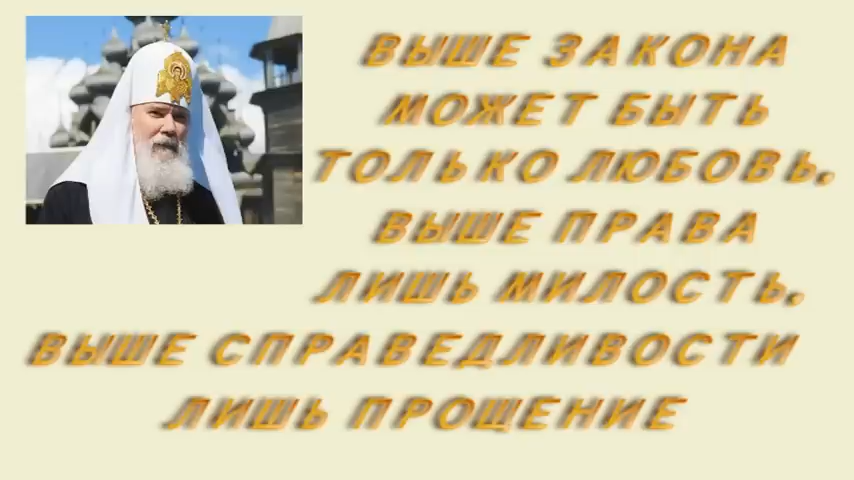 ВЫШЕ ЗАКОНА
МОЖЕТ БЫТЬ
ТОЛЬКО ЛЮБОВЬ,
ВЫШЕ ПРАВА
ЛИШЬ МИЛОСТЬ,
ВЫШЕ СПРАВЕДЛИВОСТИ
ЛИШЬ ПРОЩЕНИЕ